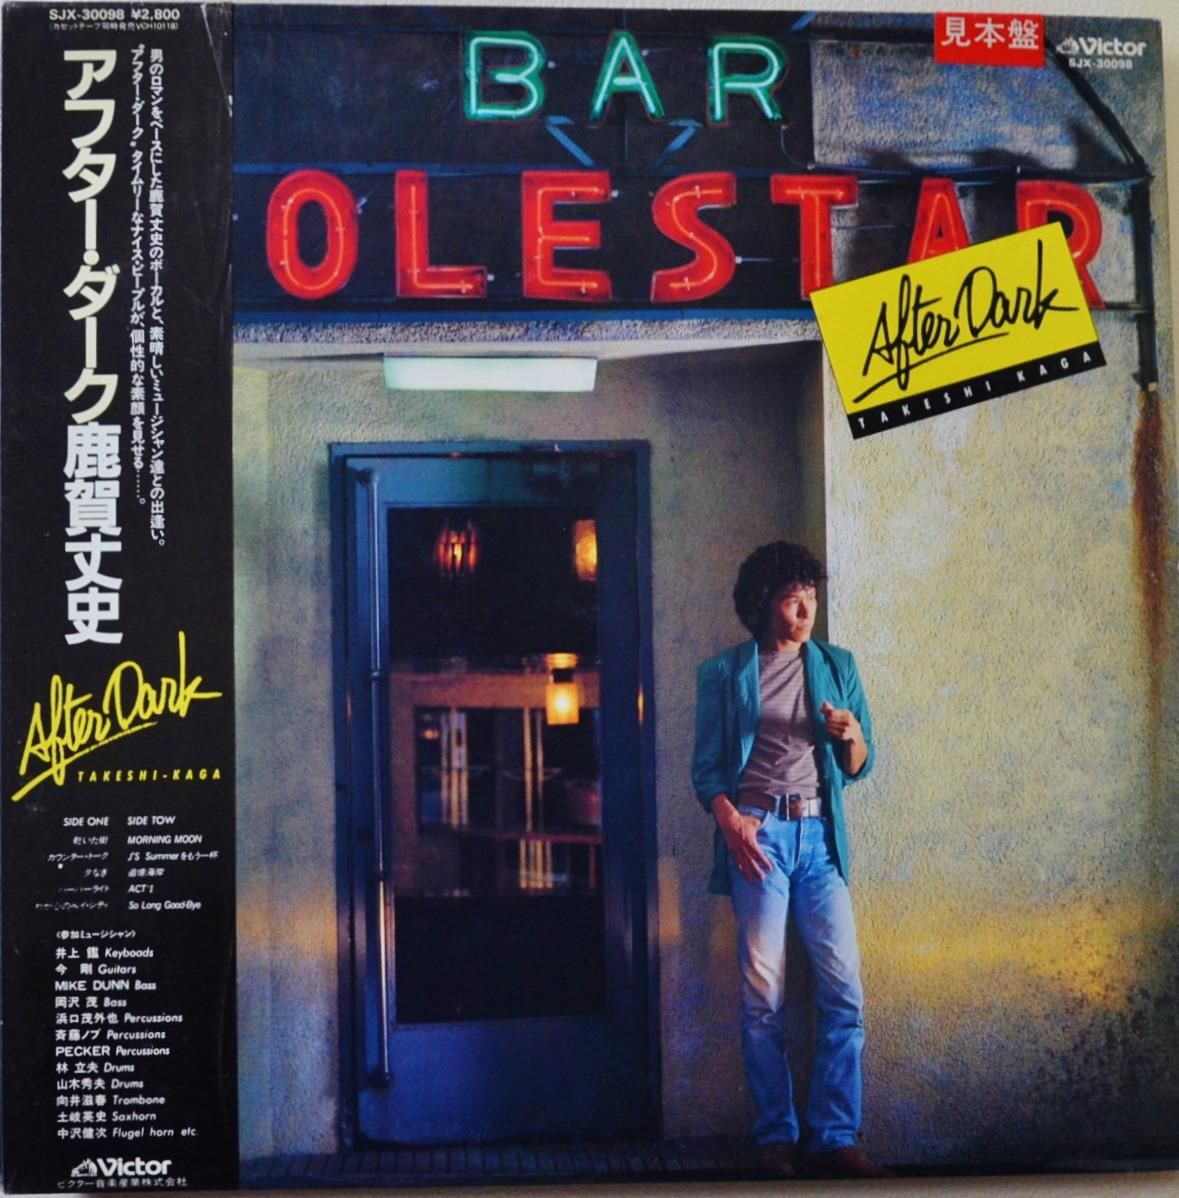 SJX-30098 ¥2,800
(カセットテープ同時発売VCH10118)
男のロマンをベースにした鹿賀丈史のボーカルと、素晴しいミュージシャン達との出逢い。
"アフター・ダーク"タイムリーなナイス・ピープルが、個性的な素顔を見せる……。
アフター・ダーク 鹿賀丈史
After Dark
TAKESHI-KAGA
SIDE ONE
乾いた街
カウンター・トーク
夕なぎ
SIDE TOW
MORNING MOON
J'S Summerをもう一杯
追憶海岸
ACT 1
So Long Good-Bye
〈参加ミュージシャン〉
井上 鑑 Keyboads
今 剛 Guitars
MIKE DUNN Bass
岡沢 茂 Bass
浜口茂外也 Percussions
斉藤ノブ Percussions
PECKER Percussions
林 立夫 Drums
山木秀夫 Drums
向井滋春 Trombone
土岐英史 Saxhorn
中沢健次 Flugel horn etc.
Victor
ビクター音楽産業株式会社
BAR
OLESTAR
見本盤
Victor
SJX-30098
After Dark
TAKESHI KAGA